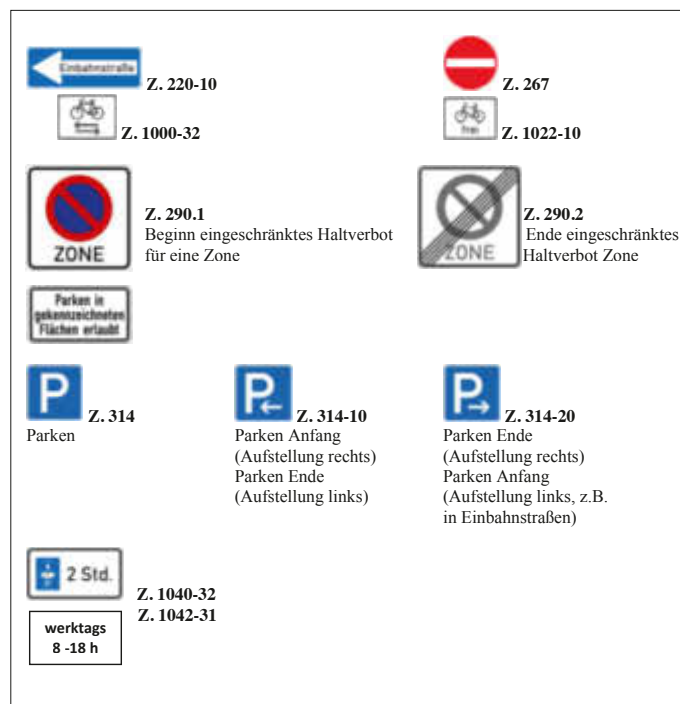 Einbahnstraße
Z. 220-10
Z. 1000-32
Z. 267
frei
Z. 1022-10
ZONE
Z. 290.1
Beginn eingeschränktes Haltverbot
für eine Zone
ZONE
Z. 290.2
Ende eingeschränktes
Haltverbot Zone
Parken in
gekennzeichneten
Flächen erlaubt
P
Z. 314
Parken
P
Z. 314-10
Parken Anfang
(Aufstellung rechts)
Parken Ende
(Aufstellung links)
P
Z. 314-20
Parken Ende
(Aufstellung rechts)
Parken Anfang
(Aufstellung links, z.B.
in Einbahnstraßen)
2 Std.
Z. 1040-32
Z. 1042-31
werktags
8 -18 h